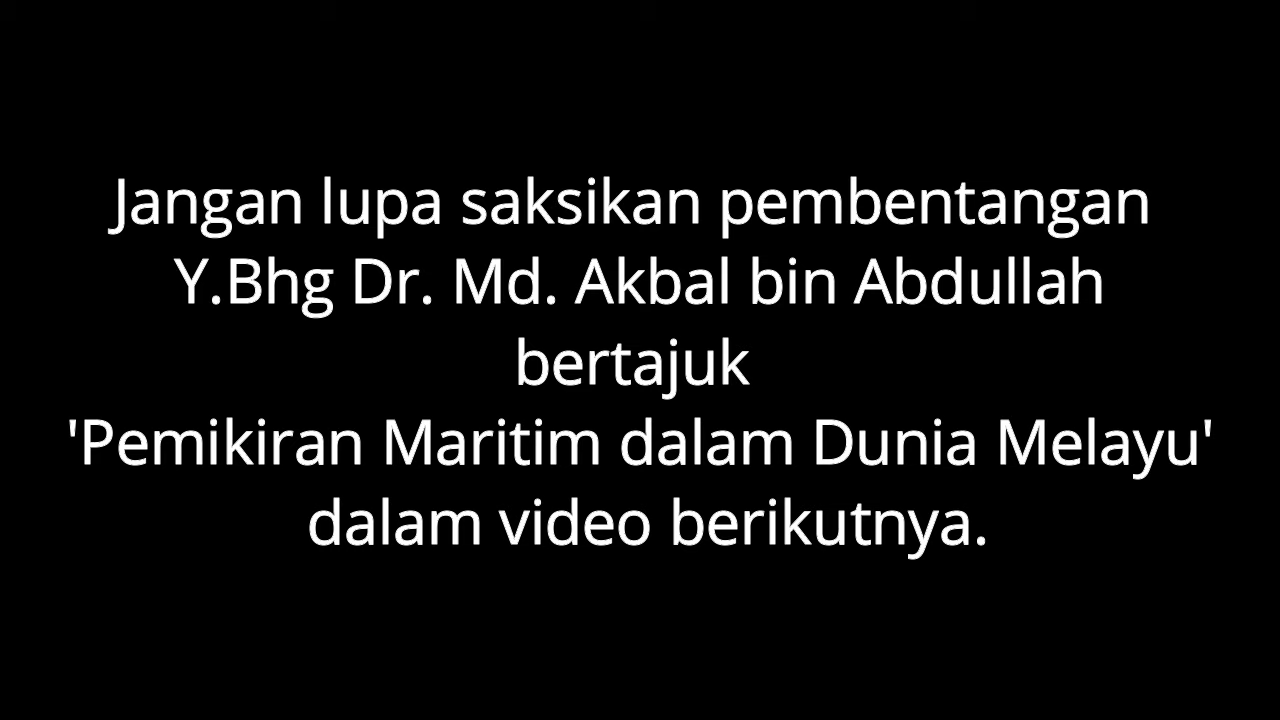 Jangan lupa saksikan pembentangan
Y.Bhg Dr. Md. Akbal bin Abdullah
bertajuk
'Pemikiran Maritim dalam Dunia Melayu'
dalam video berikutnya.